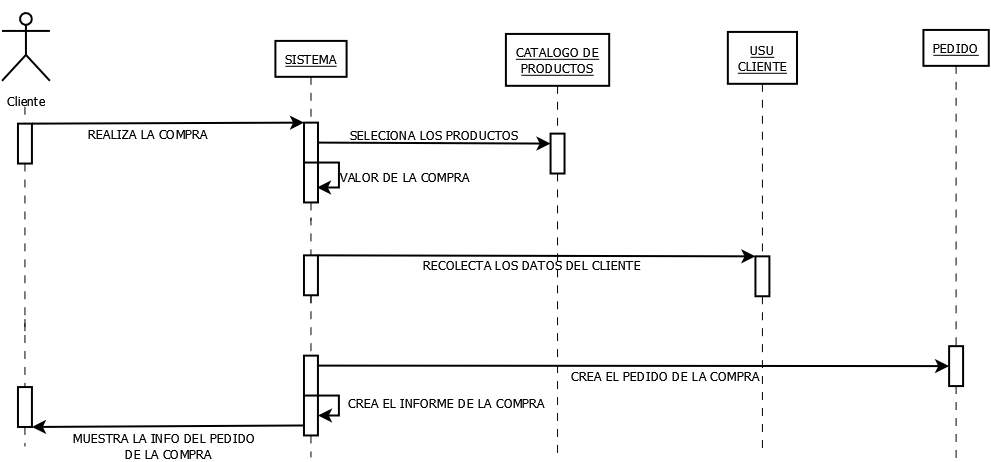 Cliente
SISTEMA
CATALOGO DE
PRODUCTOS
USU
CLIENTE
PEDIDO
REALIZA LA COMPRA
SELECIONA LOS PRODUCTOS
VALOR DE LA COMPRA
RECOLECTA LOS DATOS DEL CLIENTE
CREA EL PEDIDO DE LA COMPRA
CREA EL INFORME DE LA COMPRA
MUESTRA LA INFO DEL PEDIDO
DE LA COMPRA